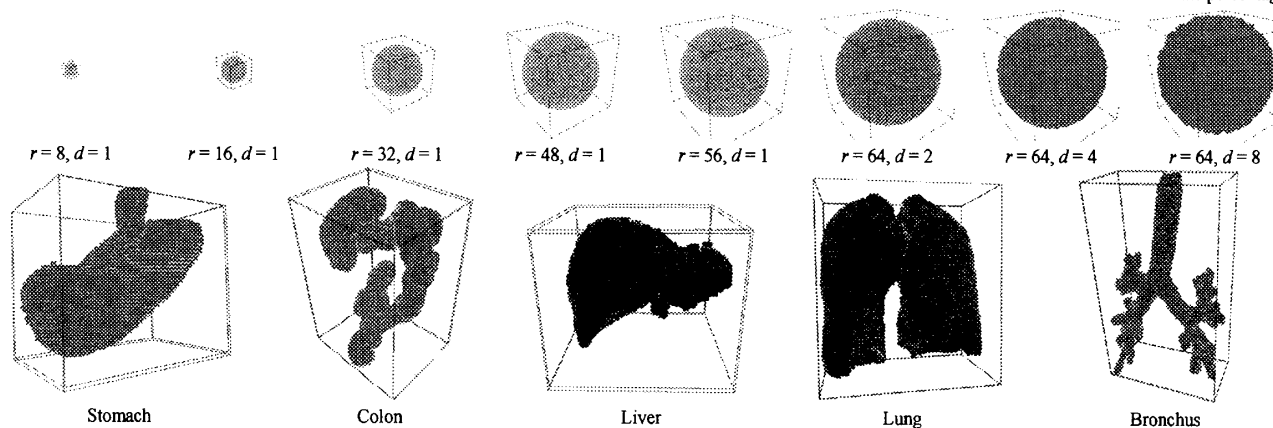 r = 8, d = 1
r = 16, d = 1
r = 32, d = 1
r = 48, d = 1
r = 56, d = 1
r = 64, d = 2
r = 64, d = 4
r = 64, d = 8
Stomach
Colon
Liver
Lung
Bronchus